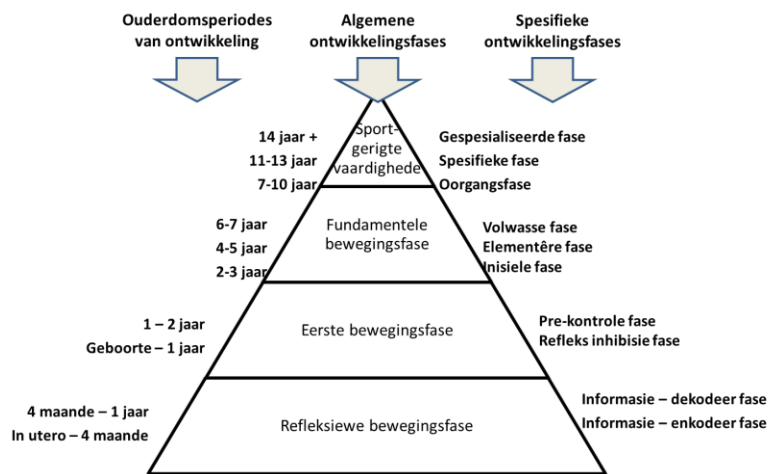 Ouderdomsperiodes
van ontwikkeling
Algemene
ontwikkelingsfases
Spesifieke
ontwikkelingsfases
14 jaar +
11-13 jaar
7-10 jaar
Sport-
gerigte
vaardighede
Gespesialiseerde fase
Spesifieke fase
Oorgangsfase
6-7 jaar
4-5 jaar
2-3 jaar
Fundamentele
bewegingsfase
Volwasse fase
Elementêre fase
Inisiele fase
1 – 2 jaar
Geboorte – 1 jaar
Eerste bewegingsfase
Pre-kontrole fase
Refleks inhibisie fase
4 maande – 1 jaar
In utero – 4 maande
Refleksiewe bewegingsfase
Informasie – dekodeer fase
Informasie – enkodeer fase